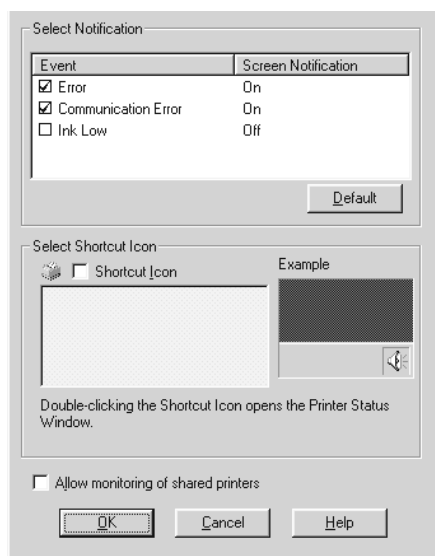 Select Notification
Event Screen Notification
Error On
Communication Error On
Ink Low Off
Default
Select Shortcut Icon
Shortcut Icon Example
Double-clicking the Shortcut Icon opens the Printer Status
Window.
Allow monitoring of shared printers
OK Cancel Help